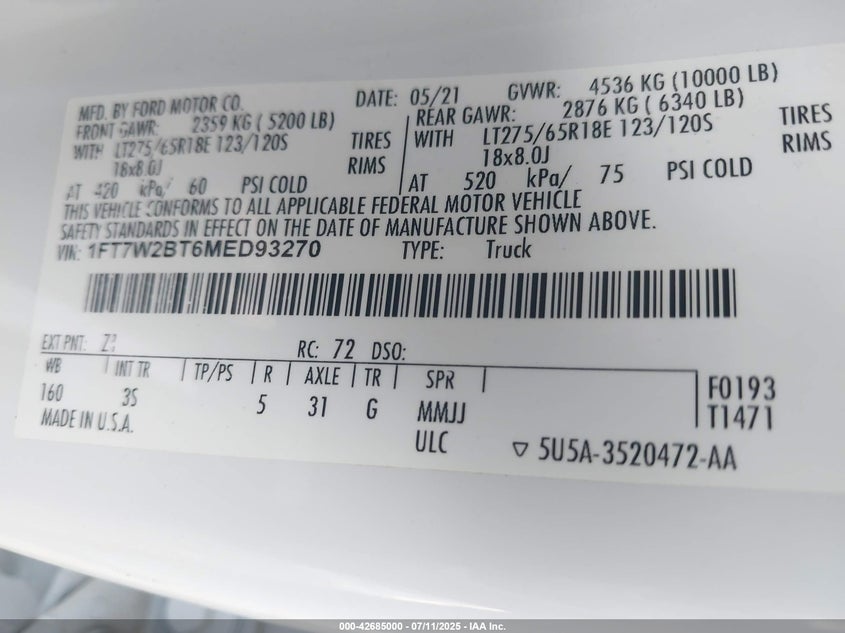 MFD. BY FORD MOTOR CO. DATE: 05/21 GVWR: 4536 KG (10000 LB)
FRONT GAWR: 2359 KG ( 5200 LB) REAR GAWR: 2876 KG ( 6340 LB)
WITH LT275/65R18E 123/120S TIRES WITH LT275/65R18E 123/120S TIRES
18x8.0J RIMS 18x8.0J RIMS
AT 420 kPa/ 60 PSI COLD AT 520 kPa/ 75 PSI COLD
THIS VEHICLE CONFORMS TO ALL APPLICABLE FEDERAL MOTOR VEHICLE
SAFETY STANDARDS IN EFFECT ON THE DATE OF MANUFACTURE SHOWN ABOVE.
VIN: 1FT7W2BT6MED93270 TYPE: Truck
EXT PNT: RC: 72 DSO:
WB INT TR TP/PS R AXLE TR SPR F0193
160 3S 5 31 G MMJJ T1471
MADE IN U.S.A. ULC ▽ 5U5A-3520472-AA
000-42685000 - 07/11/2025 - IAA Inc.